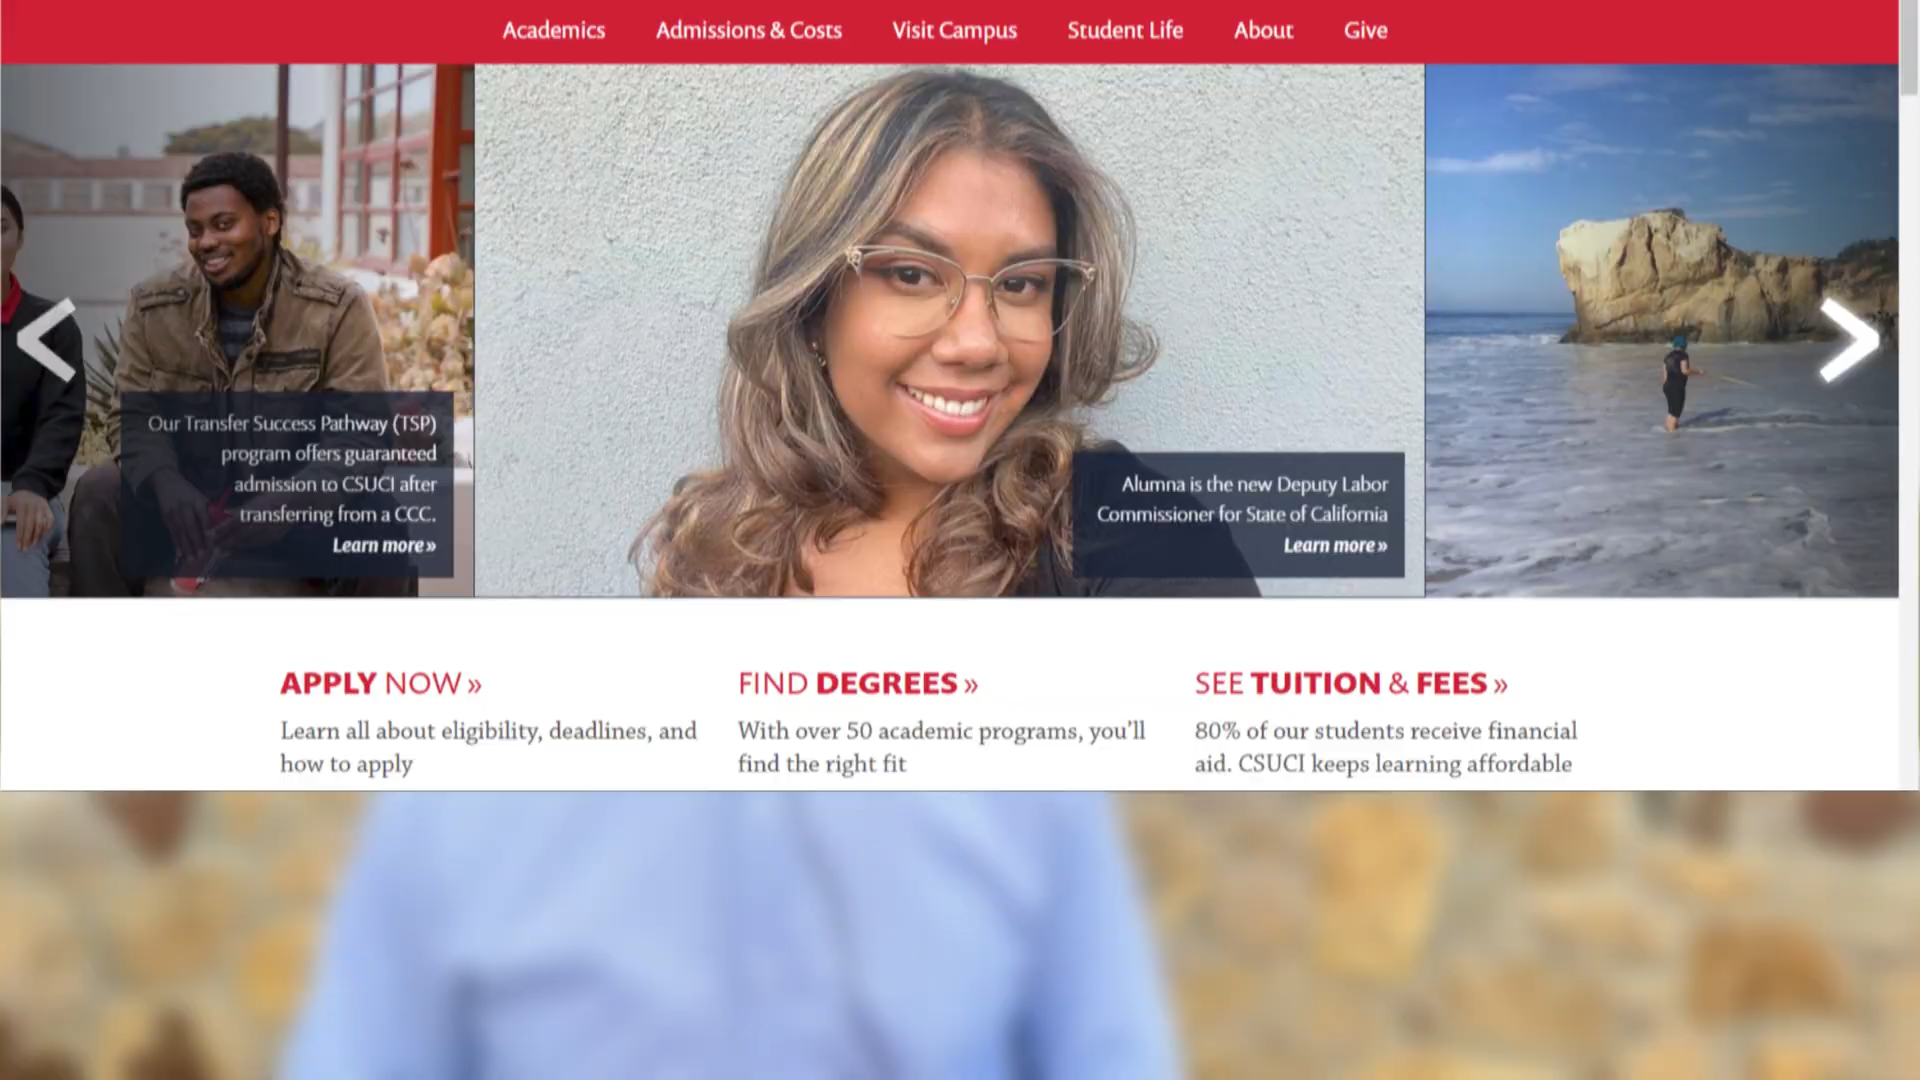 Academics
Admissions & Costs
Visit Campus
Student Life
About
Give
Our Transfer Success Pathway (TSP)
program offers guaranteed
admission to CSUCI after
transferring from a CCC.
Learn more »
Alumna is the new Deputy Labor
Commissioner for State of California
Learn more »
APPLY NOW »
Learn all about eligibility, deadlines, and
how to apply
FIND DEGREES »
With over 50 academic programs, you'll
find the right fit
SEE TUITION & FEES »
80% of our students receive financial
aid. CSUCI keeps learning affordable